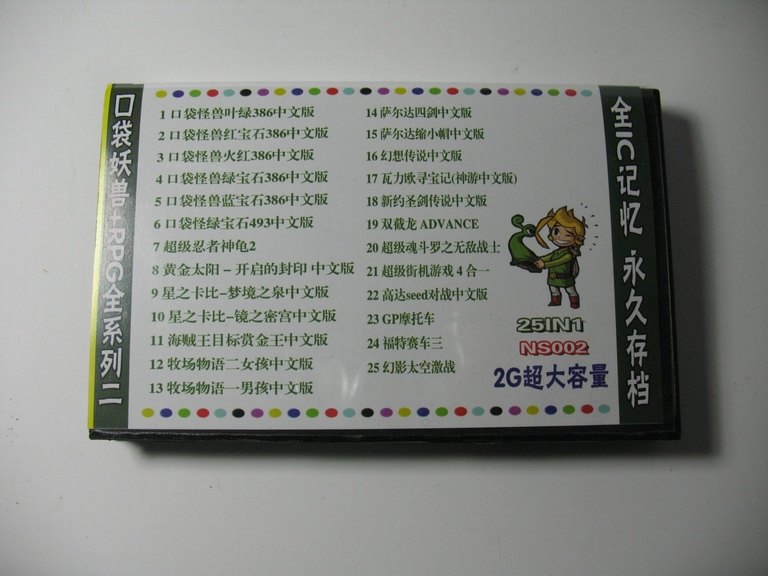 口袋妖兽+RPG全系列二
1 口袋怪兽叶绿386中文版
2 口袋怪兽红宝石386中文版
3 口袋怪兽火红386中文版
4 口袋怪兽绿宝石386中文版
5 口袋怪兽蓝宝石386中文版
6 口袋怪绿宝石493中文版
7 超级忍者神龟2
8 黄金太阳－开启的封印 中文版
9 星之卡比-梦境之泉中文版
10 星之卡比-镜之密宫中文版
11 海贼王目标赏金王中文版
12 牧场物语二女孩中文版
13 牧场物语一男孩中文版
14 萨尔达四剑中文版
15 萨尔达缩小帽中文版
16 幻想传说中文版
17 瓦力欧寻宝记(神游中文版)
18 新约圣剑传说中文版
19 双截龙 ADVANCE
20 超级魂斗罗之无敌战士
21 超级街机游戏 4 合一
22 高达seed对战中文版
23 GP摩托车
24 福特赛车三
25 幻影太空激战
25IN1
NS002
2G超大容量
全IC记忆 永久存档